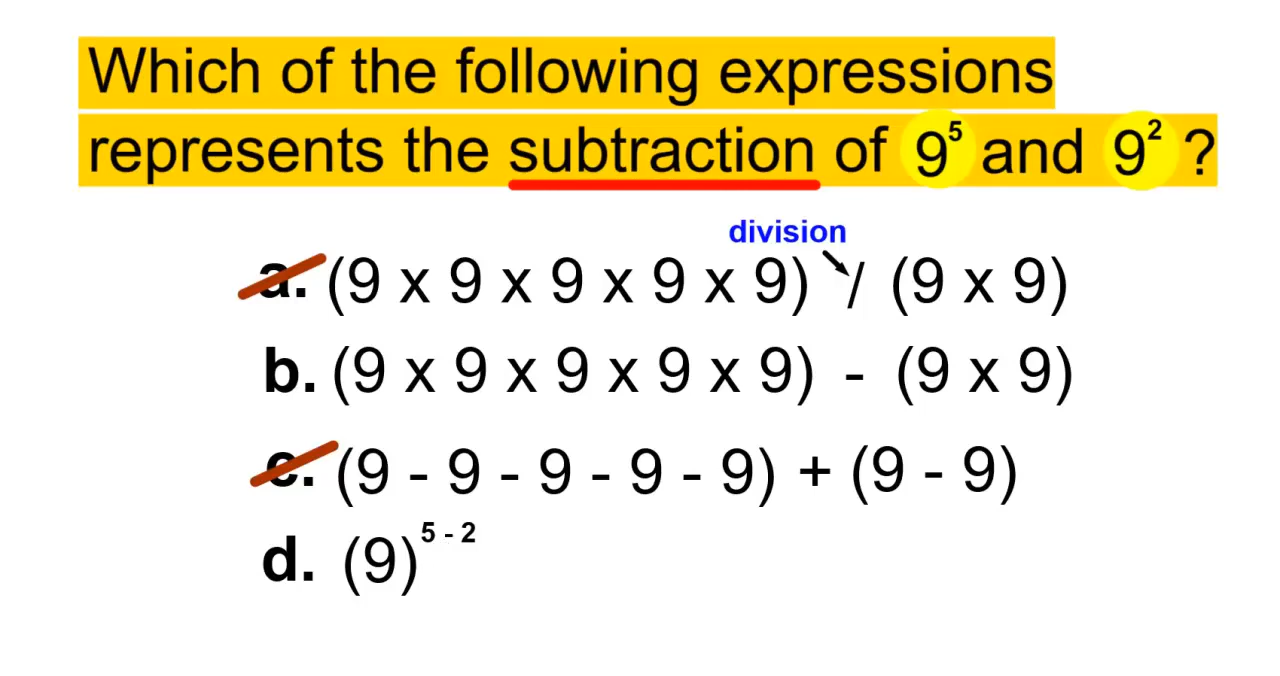 Which of the following expressions
represents the subtraction of 9⁵ and 9² ?
division
a. (9 x 9 x 9 x 9 x 9) / (9 x 9)
b. (9 x 9 x 9 x 9 x 9) - (9 x 9)
c. (9 - 9 - 9 - 9 - 9) + (9 - 9)
d. (9)⁵ ⁻ ²